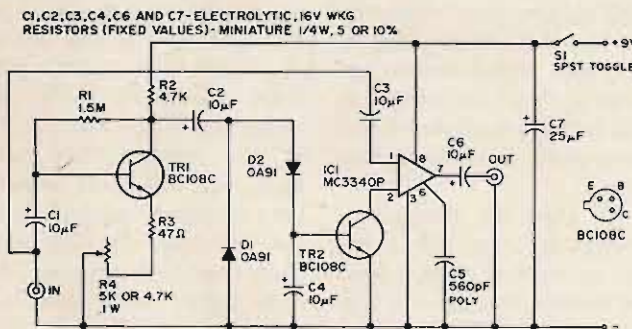 C1,C2,C3,C4,C6 AND C7-ELECTROLYTIC,16V WKG
RESISTORS (FIXED VALUES)-MINIATURE 1/4W, 5 OR 10%
R1
1.5M
R2
4.7K
C2
10µF
+
C3
10µF
S1
SPST TOGGLE
+9V
C7
25µF
+
TR1
BC108C
D2
OA91
IC1
MC3340P
1
8
7
2
3
6
C6
10µF
+
OUT
E
B
C
BC108C
C1
10µF
+
R3
47Ω
D1
OA91
TR2
BC108C
C4
10µF
+
C5
560pF
POLY
IN
R4
5K OR 4.7K
.1W
-